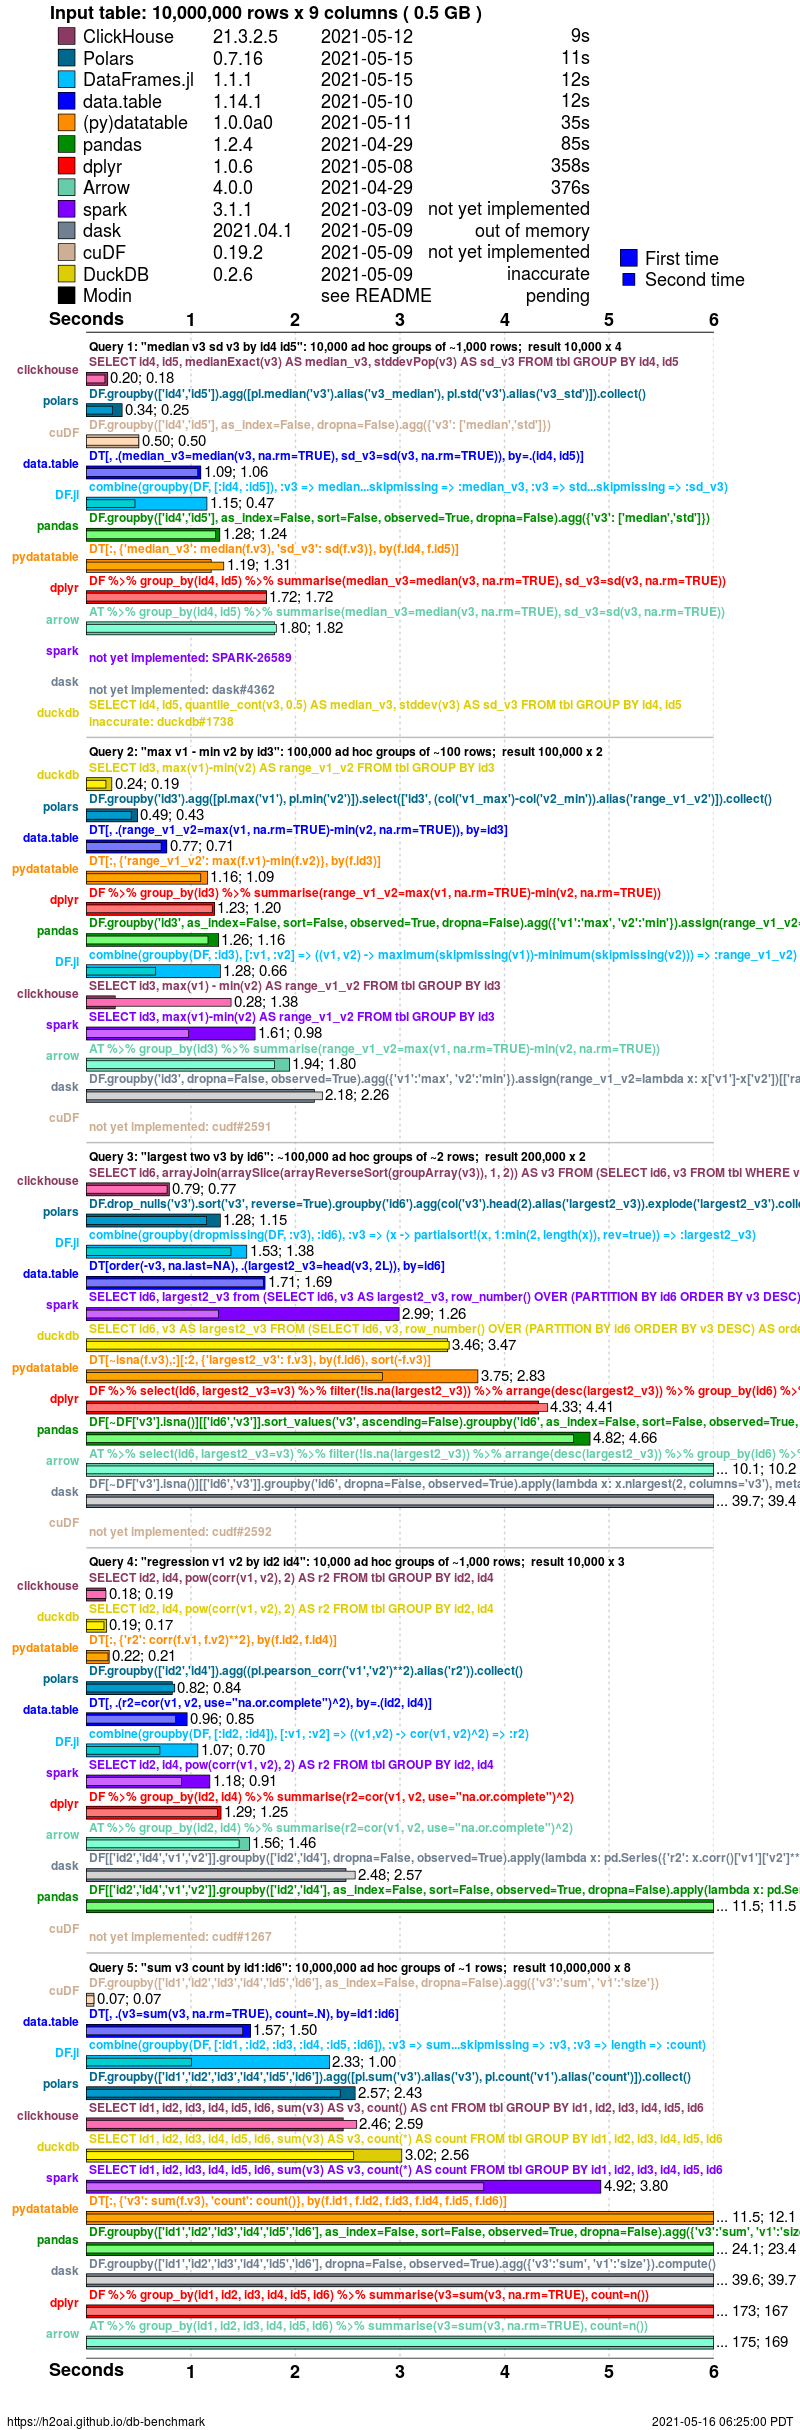 Input table: 10,000,000 rows x 9 columns ( 0.5 GB )
ClickHouse 21.3.2.5 2021-05-12 9s
Polars 0.7.16 2021-05-15 11s
DataFrames.jl 1.1.1 2021-05-15 12s
data.table 1.14.1 2021-05-10 12s
(py)datatable 1.0.0a0 2021-05-11 35s
pandas 1.2.4 2021-04-29 85s
dplyr 1.0.6 2021-05-08 358s
Arrow 4.0.0 2021-04-29 376s
spark 3.1.1 2021-03-09 not yet implemented
dask 2021.04.1 2021-05-09 out of memory
cuDF 0.19.2 2021-05-09 not yet implemented
DuckDB 0.2.6 2021-05-09 inaccurate
Modin see README pending
First time
Second time
Seconds 1 2 3 4 5 6
Query 1: "median v3 sd v3 by id4 id5": 10,000 ad hoc groups of ~1,000 rows; result 10,000 x 4
SELECT id4, id5, medianExact(v3) AS median_v3, stddevPop(v3) AS sd_v3 FROM tbl GROUP BY id4, id5
clickhouse 0.20; 0.18
DF.groupby(['id4','id5']).agg([pl.median('v3').alias('v3_median'), pl.std('v3').alias('v3_std')]).collect()
polars 0.34; 0.25
DF.groupby(['id4','id5'], as_index=False, dropna=False).agg({'v3': ['median','std']})
cuDF 0.50; 0.50
DT[, .(median_v3=median(v3, na.rm=TRUE), sd_v3=sd(v3, na.rm=TRUE)), by=.(id4, id5)]
data.table 1.09; 1.06
combine(groupby(DF, [:id4, :id5]), :v3 => median...skipmissing => :median_v3, :v3 => std...skipmissing => :sd_v3)
DF.jl 1.15; 0.47
DF.groupby(['id4','id5'], as_index=False, sort=False, observed=True, dropna=False).agg({'v3': ['median','std']})
pandas 1.28; 1.24
DT[:, {'median_v3': median(f.v3), 'sd_v3': sd(f.v3)}, by(f.id4, f.id5)]
pydatatable 1.19; 1.31
DF %>% group_by(id4, id5) %>% summarise(median_v3=median(v3, na.rm=TRUE), sd_v3=sd(v3, na.rm=TRUE))
dplyr 1.72; 1.72
AT %>% group_by(id4, id5) %>% summarise(median_v3=median(v3, na.rm=TRUE), sd_v3=sd(v3, na.rm=TRUE))
arrow 1.80; 1.82
spark not yet implemented: SPARK-26589
dask not yet implemented: dask#4362
SELECT id4, id5, quantile_cont(v3, 0.5) AS median_v3, stddev(v3) AS sd_v3 FROM tbl GROUP BY id4, id5
duckdb inaccurate: duckdb#1738
Query 2: "max v1 - min v2 by id3": 100,000 ad hoc groups of ~100 rows; result 100,000 x 2
SELECT id3, max(v1)-min(v2) AS range_v1_v2 FROM tbl GROUP BY id3
duckdb 0.24; 0.19
DF.groupby('id3').agg([pl.max('v1'), pl.min('v2')]).select(['id3', (col('v1_max')-col('v2_min')).alias('range_v1_v2')]).collect()
polars 0.49; 0.43
DT[, .(range_v1_v2=max(v1, na.rm=TRUE)-min(v2, na.rm=TRUE)), by=id3]
data.table 0.77; 0.71
DT[:, {'range_v1_v2': max(f.v1)-min(f.v2)}, by(f.id3)]
pydatatable 1.16; 1.09
DF %>% group_by(id3) %>% summarise(range_v1_v2=max(v1, na.rm=TRUE)-min(v2, na.rm=TRUE))
dplyr 1.23; 1.20
DF.groupby('id3', as_index=False, sort=False, observed=True, dropna=False).agg({'v1':'max', 'v2':'min'}).assign(range_v1_v2=
pandas 1.26; 1.16
combine(groupby(DF, :id3), [:v1, :v2] => ((v1, v2) -> maximum(skipmissing(v1))-minimum(skipmissing(v2))) => :range_v1_v2)
DF.jl 1.28; 0.66
SELECT id3, max(v1) - min(v2) AS range_v1_v2 FROM tbl GROUP BY id3
clickhouse 0.28; 1.38
SELECT id3, max(v1)-min(v2) AS range_v1_v2 FROM tbl GROUP BY id3
spark 1.61; 0.98
AT %>% group_by(id3) %>% summarise(range_v1_v2=max(v1, na.rm=TRUE)-min(v2, na.rm=TRUE))
arrow 1.94; 1.80
DF.groupby('id3', dropna=False, observed=True).agg({'v1':'max', 'v2':'min'}).assign(range_v1_v2=lambda x: x['v1']-x['v2'])[['ra
dask 2.18; 2.26
cuDF not yet implemented: cudf#2591
Query 3: "largest two v3 by id6": ~100,000 ad hoc groups of ~2 rows; result 200,000 x 2
SELECT id6, arrayJoin(arraySlice(arrayReverseSort(groupArray(v3)), 1, 2)) AS v3 FROM (SELECT id6, v3 FROM tbl WHERE v
clickhouse 0.79; 0.77
DF.drop_nulls('v3').sort('v3', reverse=True).groupby('id6').agg(col('v3').head(2).alias('largest2_v3')).explode('largest2_v3').colle
polars 1.28; 1.15
combine(groupby(dropmissing(DF, :v3), :id6), :v3 => (x -> partialsort!(x, 1:min(2, length(x)), rev=true)) => :largest2_v3)
DF.jl 1.53; 1.38
DT[order(-v3, na.last=NA), .(largest2_v3=head(v3, 2L)), by=id6]
data.table 1.71; 1.69
SELECT id6, largest2_v3 from (SELECT id6, v3 AS largest2_v3, row_number() OVER (PARTITION BY id6 ORDER BY v3 DESC)
spark 2.99; 1.26
SELECT id6, v3 AS largest2_v3 FROM (SELECT id6, v3, row_number() OVER (PARTITION BY id6 ORDER BY v3 DESC) AS orde
duckdb 3.46; 3.47
DT[~isna(f.v3),:][:2, {'largest2_v3': f.v3}, by(f.id6), sort(-f.v3)]
pydatatable 3.75; 2.83
DF %>% select(id6, largest2_v3=v3) %>% filter(!is.na(largest2_v3)) %>% arrange(desc(largest2_v3)) %>% group_by(id6) %>%
dplyr 4.33; 4.41
DF[~DF['v3'].isna()][['id6','v3']].sort_values('v3', ascending=False).groupby('id6', as_index=False, sort=False, observed=True,
pandas 4.82; 4.66
AT %>% select(id6, largest2_v3=v3) %>% filter(!is.na(largest2_v3)) %>% arrange(desc(largest2_v3)) %>% group_by(id6) %>%
arrow ... 10.1; 10.2
DF[~DF['v3'].isna()][['id6','v3']].groupby('id6', dropna=False, observed=True).apply(lambda x: x.nlargest(2, columns='v3'), meta
dask ... 39.7; 39.4
cuDF not yet implemented: cudf#2592
Query 4: "regression v1 v2 by id2 id4": 10,000 ad hoc groups of ~1,000 rows; result 10,000 x 3
SELECT id2, id4, pow(corr(v1, v2), 2) AS r2 FROM tbl GROUP BY id2, id4
clickhouse 0.18; 0.19
SELECT id2, id4, pow(corr(v1, v2), 2) AS r2 FROM tbl GROUP BY id2, id4
duckdb 0.19; 0.17
DT[:, {'r2': corr(f.v1, f.v2)**2}, by(f.id2, f.id4)]
pydatatable 0.22; 0.21
DF.groupby(['id2','id4']).agg((pl.pearson_corr('v1','v2')**2).alias('r2')).collect()
polars 0.82; 0.84
DT[, .(r2=cor(v1, v2, use="na.or.complete")^2), by=.(id2, id4)]
data.table 0.96; 0.85
combine(groupby(DF, [:id2, :id4]), [:v1, :v2] => ((v1,v2) -> cor(v1, v2)^2) => :r2)
DF.jl 1.07; 0.70
SELECT id2, id4, pow(corr(v1, v2), 2) AS r2 FROM tbl GROUP BY id2, id4
spark 1.18; 0.91
DF %>% group_by(id2, id4) %>% summarise(r2=cor(v1, v2, use="na.or.complete")^2)
dplyr 1.29; 1.25
AT %>% group_by(id2, id4) %>% summarise(r2=cor(v1, v2, use="na.or.complete")^2)
arrow 1.56; 1.46
DF[['id2','id4','v1','v2']].groupby(['id2','id4'], dropna=False, observed=True).apply(lambda x: pd.Series({'r2': x.corr()['v1']['v2']**
dask 2.48; 2.57
DF[['id2','id4','v1','v2']].groupby(['id2','id4'], as_index=False, sort=False, observed=True, dropna=False).apply(lambda x: pd.Se
pandas ... 11.5; 11.5
cuDF not yet implemented: cudf#1267
Query 5: "sum v3 count by id1:id6": 10,000,000 ad hoc groups of ~1 rows; result 10,000,000 x 8
DF.groupby(['id1','id2','id3','id4','id5','id6'], as_index=False, dropna=False).agg({'v3':'sum', 'v1':'size'})
cuDF 0.07; 0.07
DT[, .(v3=sum(v3, na.rm=TRUE), count=.N), by=id1:id6]
data.table 1.57; 1.50
combine(groupby(DF, [:id1, :id2, :id3, :id4, :id5, :id6]), :v3 => sum...skipmissing => :v3, :v3 => length => :count)
DF.jl 2.33; 1.00
DF.groupby(['id1','id2','id3','id4','id5','id6']).agg([pl.sum('v3').alias('v3'), pl.count('v1').alias('count')]).collect()
polars 2.57; 2.43
SELECT id1, id2, id3, id4, id5, id6, sum(v3) AS v3, count() AS cnt FROM tbl GROUP BY id1, id2, id3, id4, id5, id6
clickhouse 2.46; 2.59
SELECT id1, id2, id3, id4, id5, id6, sum(v3) AS v3, count(*) AS count FROM tbl GROUP BY id1, id2, id3, id4, id5, id6
duckdb 3.02; 2.56
SELECT id1, id2, id3, id4, id5, id6, sum(v3) AS v3, count(*) AS count FROM tbl GROUP BY id1, id2, id3, id4, id5, id6
spark 4.92; 3.80
DT[:, {'v3': sum(f.v3), 'count': count()}, by(f.id1, f.id2, f.id3, f.id4, f.id5, f.id6)]
pydatatable ... 11.5; 12.1
DF.groupby(['id1','id2','id3','id4','id5','id6'], as_index=False, sort=False, observed=True, dropna=False).agg({'v3':'sum', 'v1':'size
pandas ... 24.1; 23.4
DF.groupby(['id1','id2','id3','id4','id5','id6'], dropna=False, observed=True).agg({'v3':'sum', 'v1':'size'}).compute()
dask ... 39.6; 39.7
DF %>% group_by(id1, id2, id3, id4, id5, id6) %>% summarise(v3=sum(v3, na.rm=TRUE), count=n())
dplyr ... 173; 167
AT %>% group_by(id1, id2, id3, id4, id5, id6) %>% summarise(v3=sum(v3, na.rm=TRUE), count=n())
arrow ... 175; 169
Seconds 1 2 3 4 5 6
https://h2oai.github.io/db-benchmark 2021-05-16 06:25:00 PDT